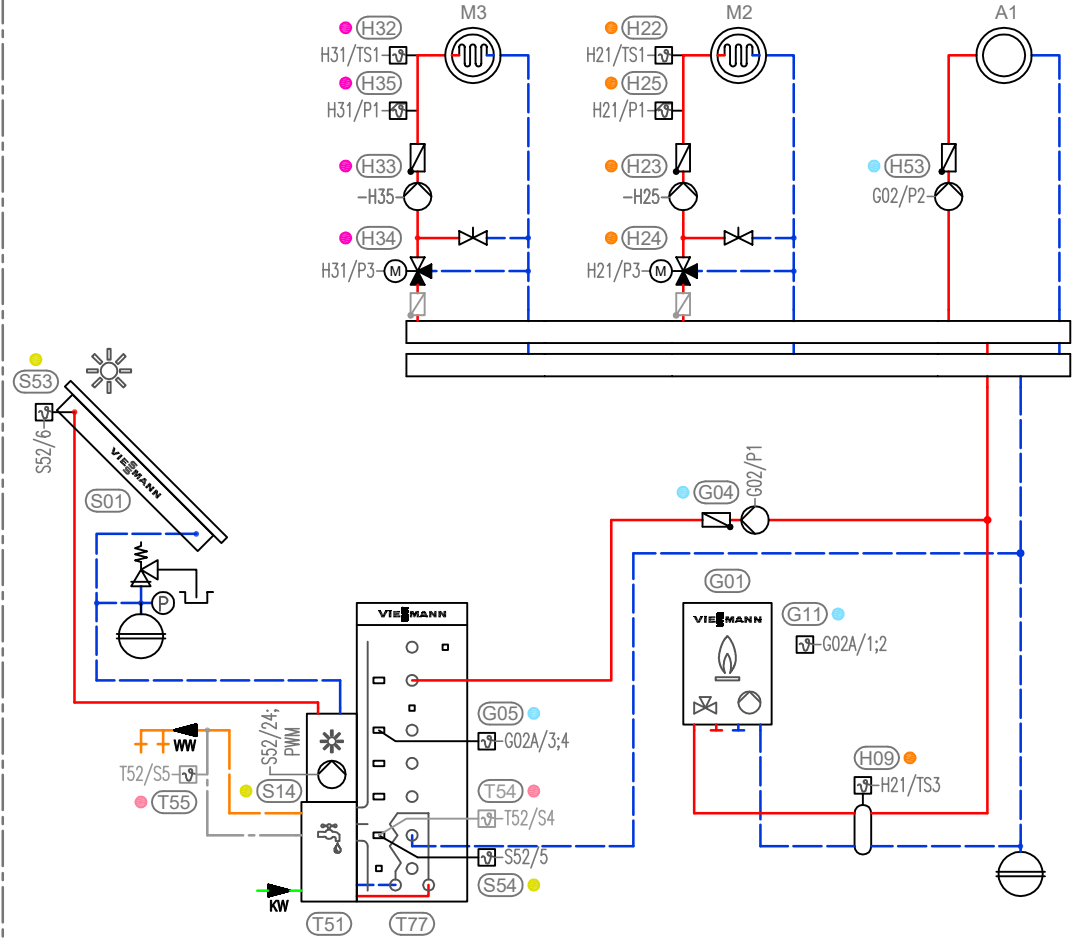 M3
M2
A1
H32
H22
H31/TS1
H21/TS1
H35
H25
H31/P1
H21/P1
H33
H23
H53
-H35
-H25
G02/P2
H34
H24
H31/P3
M
H21/P3
M
S53
S52/6
VIESSMANN
S01
G04
G02/P1
P
G01
VIESSMANN
VIESSMANN
G11
G02A/1;2
S52/24;
PWM
G05
G02A/3;4
WW
T52/S5
T55
S14
H09
H21/TS3
T54
T52/S4
S52/5
S54
KW
T51
T77